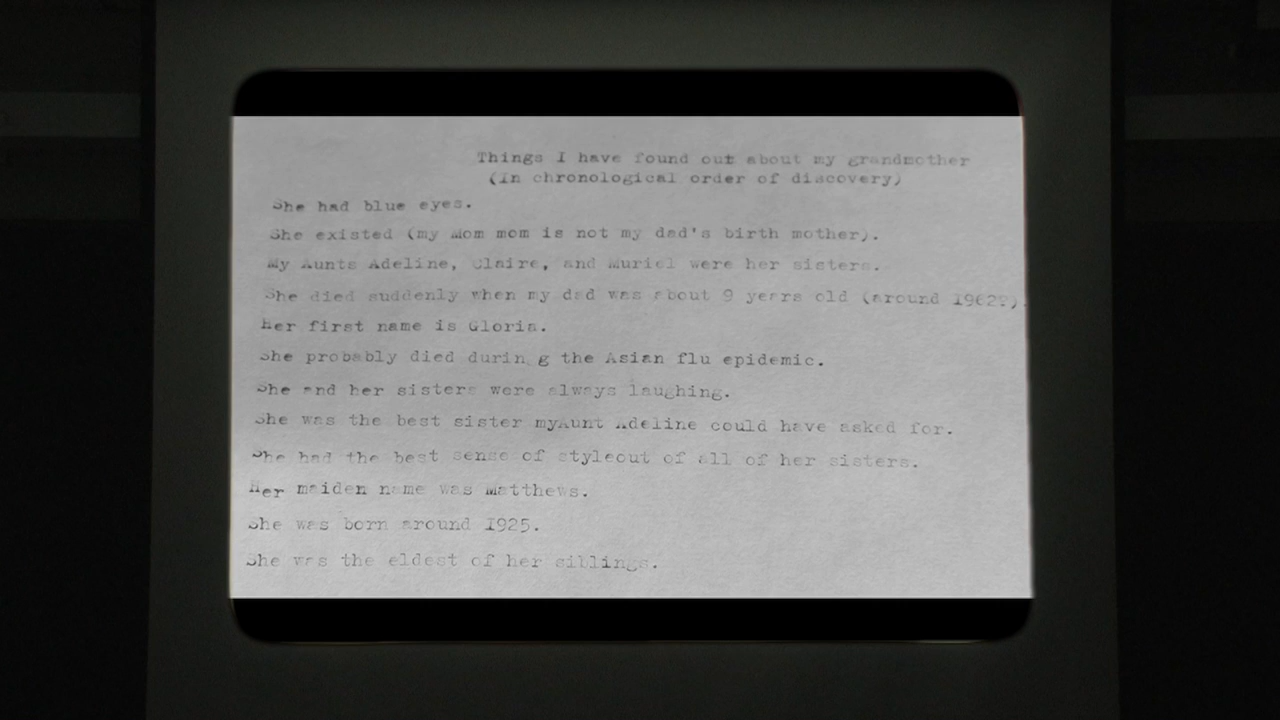 Things I have found out about my grandmother
(In chronological order of discovery)
She had blue eyes.
She existed (my Mom mom is not my dad's birth mother).
My Aunts Adeline, Claire, and Muriel were her sisters.
She died suddenly when my dad was about 9 years old (around 1962?).
Her first name is Gloria.
She probably died durin g the Asian flu epidemic.
She and her sisters were always laughing.
She was the best sister myAunt Adeline could have asked for.
She had the best sense of styleout of all of her sisters.
Her maiden name was Matthews.
She was born around 1925.
She was the eldest of her siblings.